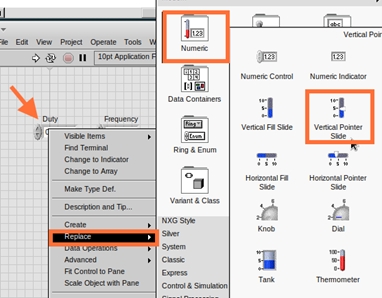 File Edit View Project Operate Tools W
10pt Application F
Duty
Frequency
Visible Items
Find Terminal
Change to Indicator
Change to Array
Make Type Def.
Description and Tip...
Create
Replace
Data Operations
Advanced
Fit Control to Pane
Scale Object with Pane
Numeric
Data Containers
Ring & Enum
Variant & Class
NXG Style
Silver
System
Classic
Express
Control & Simulation
Signal Processing
Vertical Poin
Numeric Control
Numeric Indicator
Vertical Fill Slide
Vertical Pointer
Slide
Horizontal Fill
Slide
Horizontal Pointer
Slide
Knob
Dial
Tank
Thermometer